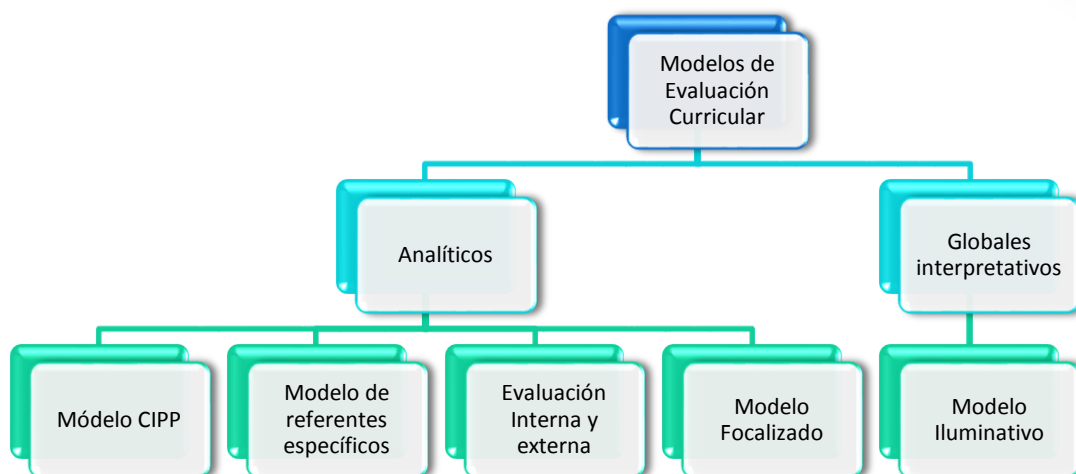 Modelos de
Evaluación
Curricular
Analíticos
Globales
interpretativos
Módelo CIPP
Modelo de
referentes
específicos
Evaluación
Interna y
externa
Modelo
Focalizado
Modelo
Iluminativo